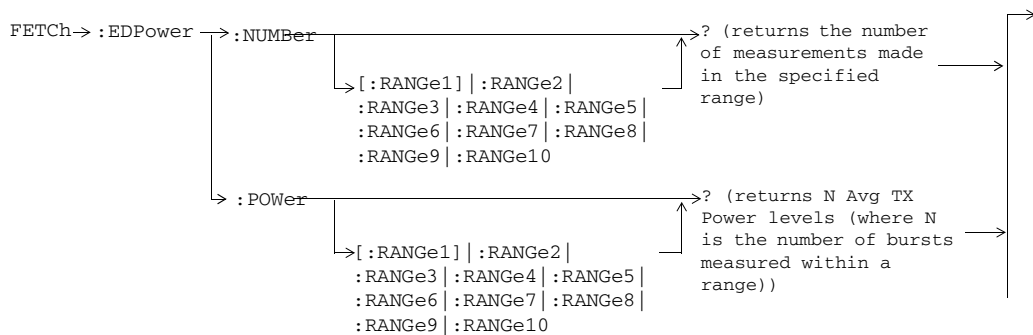 FETCh :EDPower :NUMBer ? (returns the number
of measurements made
in the specified
range)
[:RANGe1]|:RANGe2|
:RANGe3|:RANGe4|:RANGe5|
:RANGe6|:RANGe7|:RANGe8|
:RANGe9|:RANGe10
:POWer ? (returns N Avg TX
Power levels (where N
is the number of bursts
measured within a
range))
[:RANGe1]|:RANGe2|
:RANGe3|:RANGe4|:RANGe5|
:RANGe6|:RANGe7|:RANGe8|
:RANGe9|:RANGe10